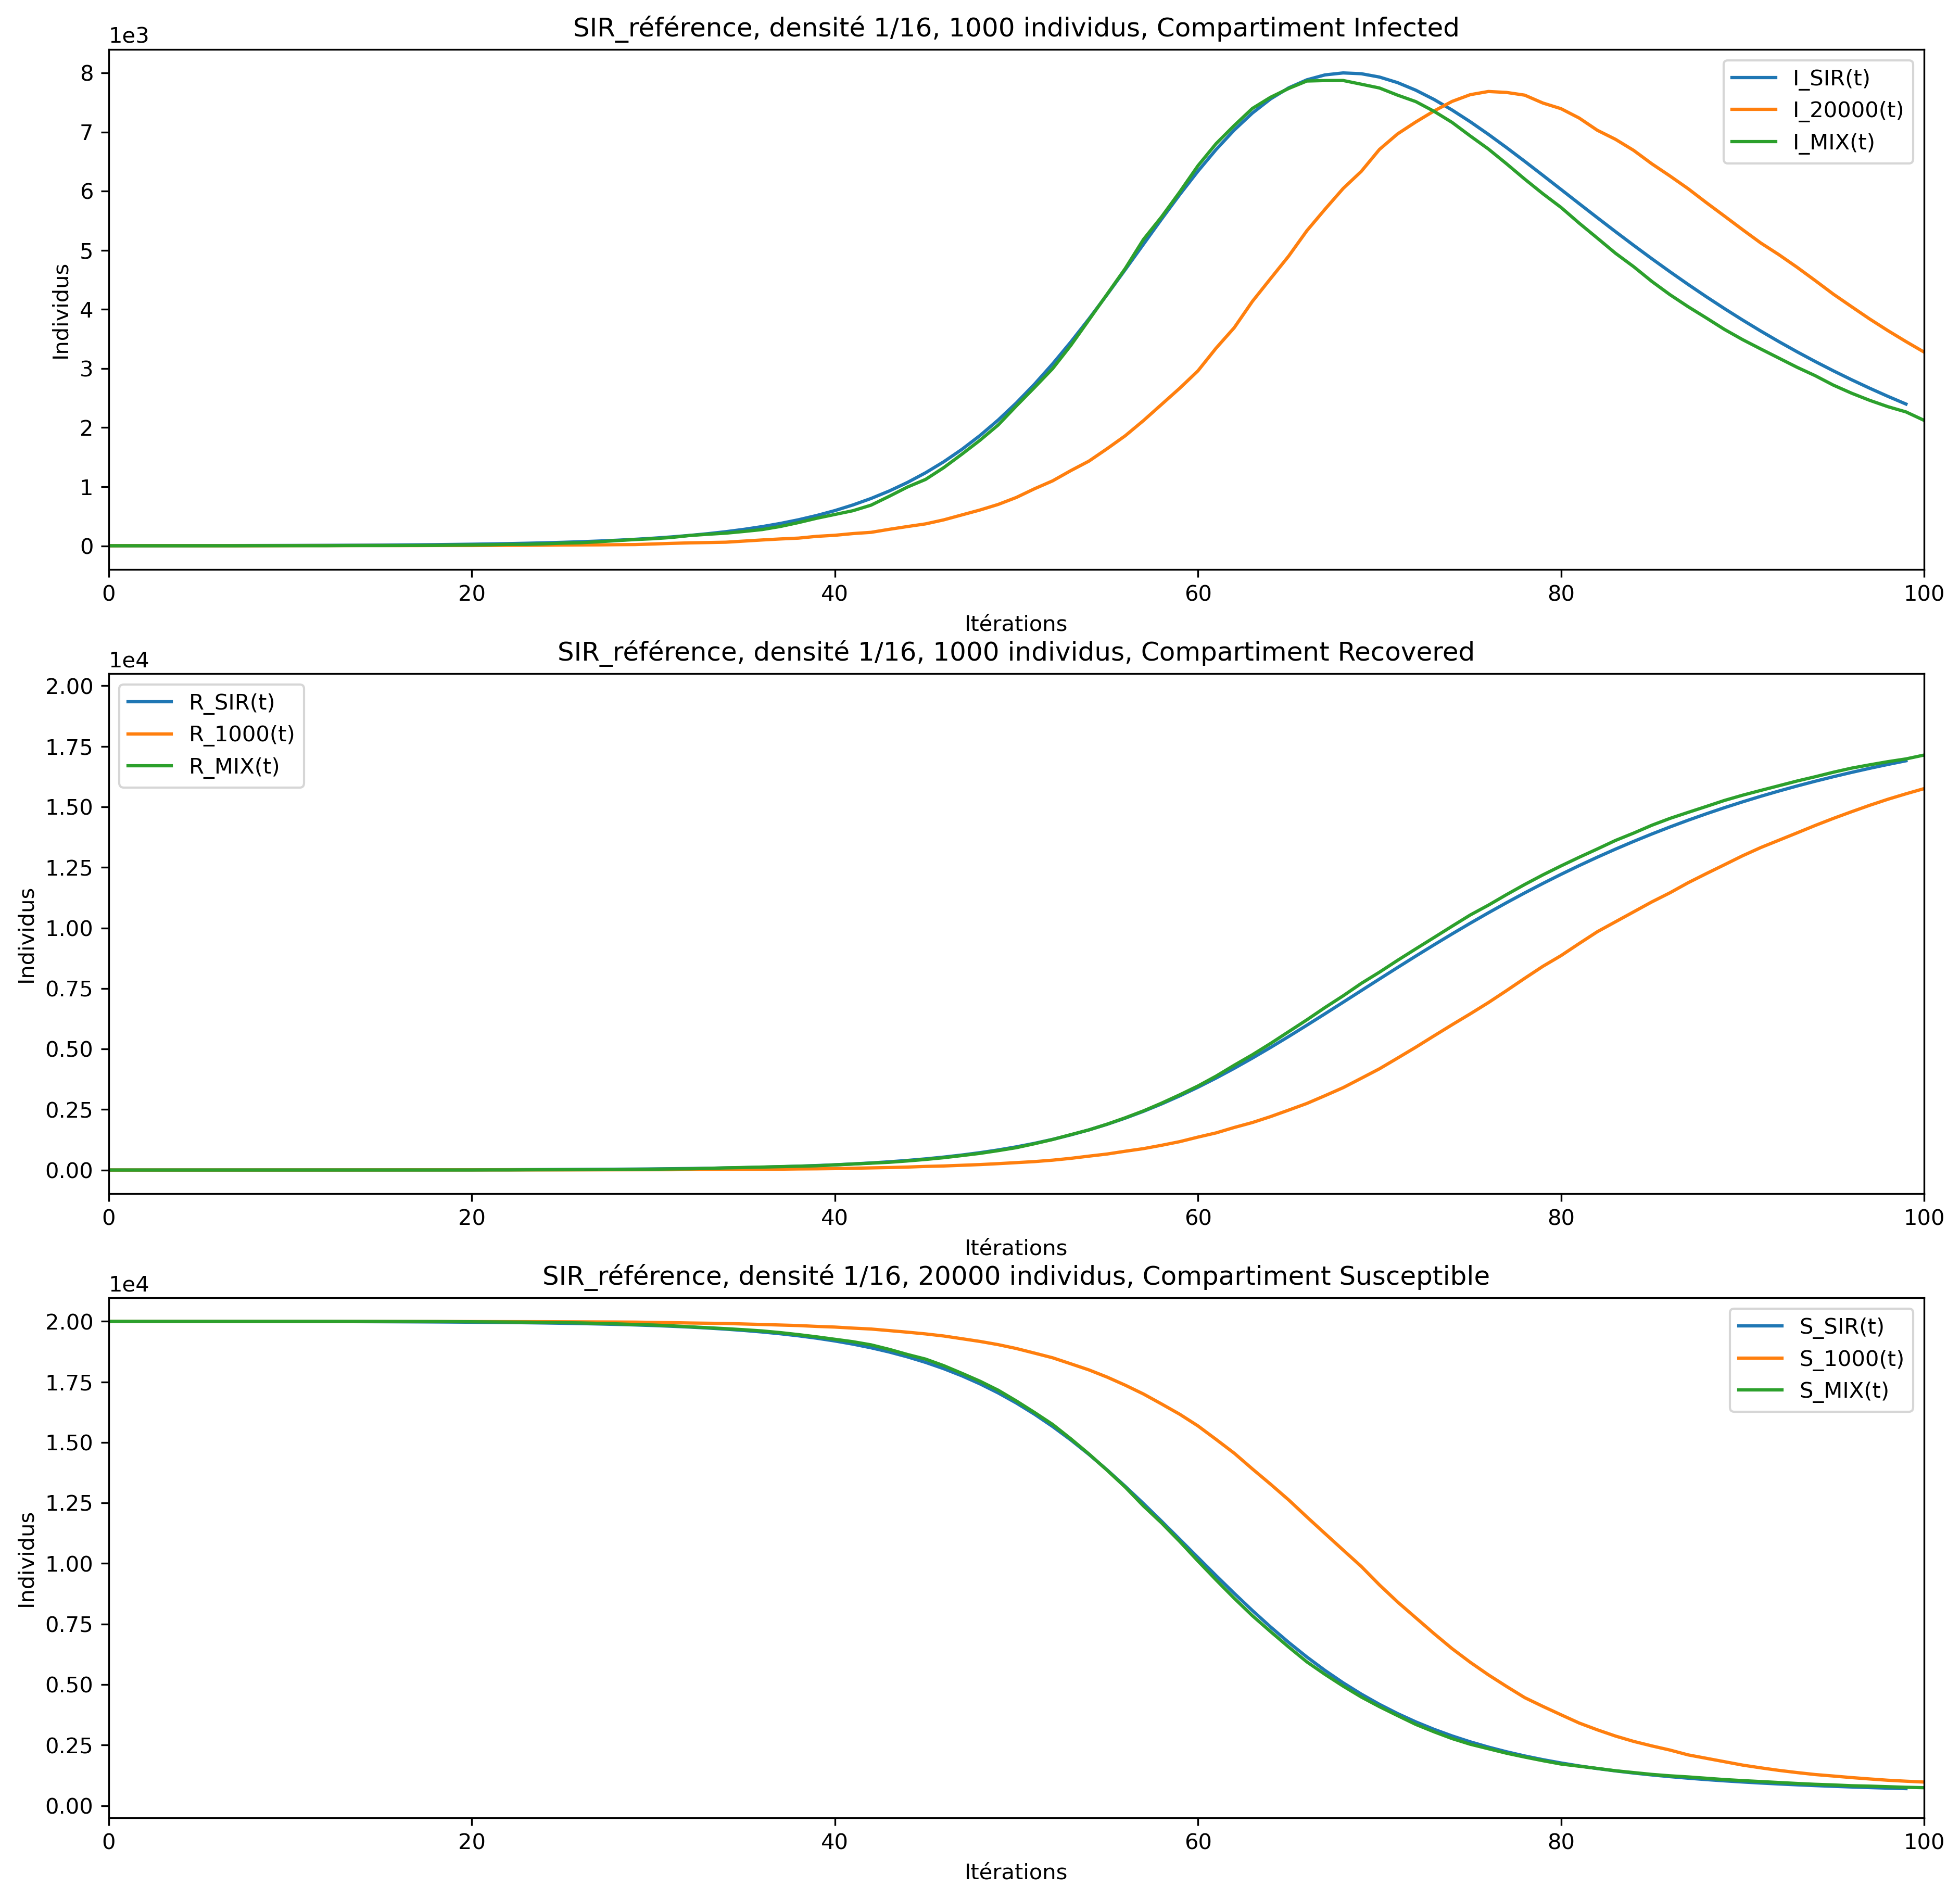 SIR_référence, densité 1/16, 1000 individus, Compartiment Infected
1e3
8
7
6
5
4
3
2
1
0
Individus
I_SIR(t)
I_20000(t)
I_MIX(t)
0 20 40 60 80 100
Itérations
SIR_référence, densité 1/16, 1000 individus, Compartiment Recovered
1e4
2.00
1.75
1.50
1.25
1.00
0.75
0.50
0.25
0.00
Individus
R_SIR(t)
R_1000(t)
R_MIX(t)
0 20 40 60 80 100
Itérations
SIR_référence, densité 1/16, 20000 individus, Compartiment Susceptible
1e4
2.00
1.75
1.50
1.25
1.00
0.75
0.50
0.25
0.00
Individus
S_SIR(t)
S_1000(t)
S_MIX(t)
0 20 40 60 80 100
Itérations